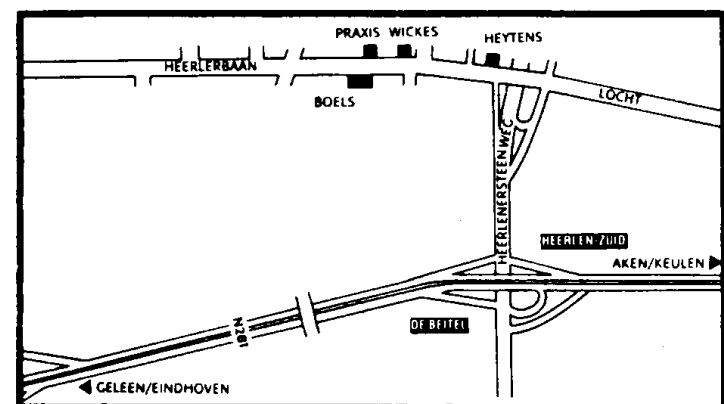 PRAXIS WICKES
HEYTENS
HEERLERBAAN
BOELS
LOCHT
HEERLENERSTEENWEG
HEERLEN-ZUID
AKEN/KEULEN
DE BEITEL
N281
GELEEN/EINDHOVEN